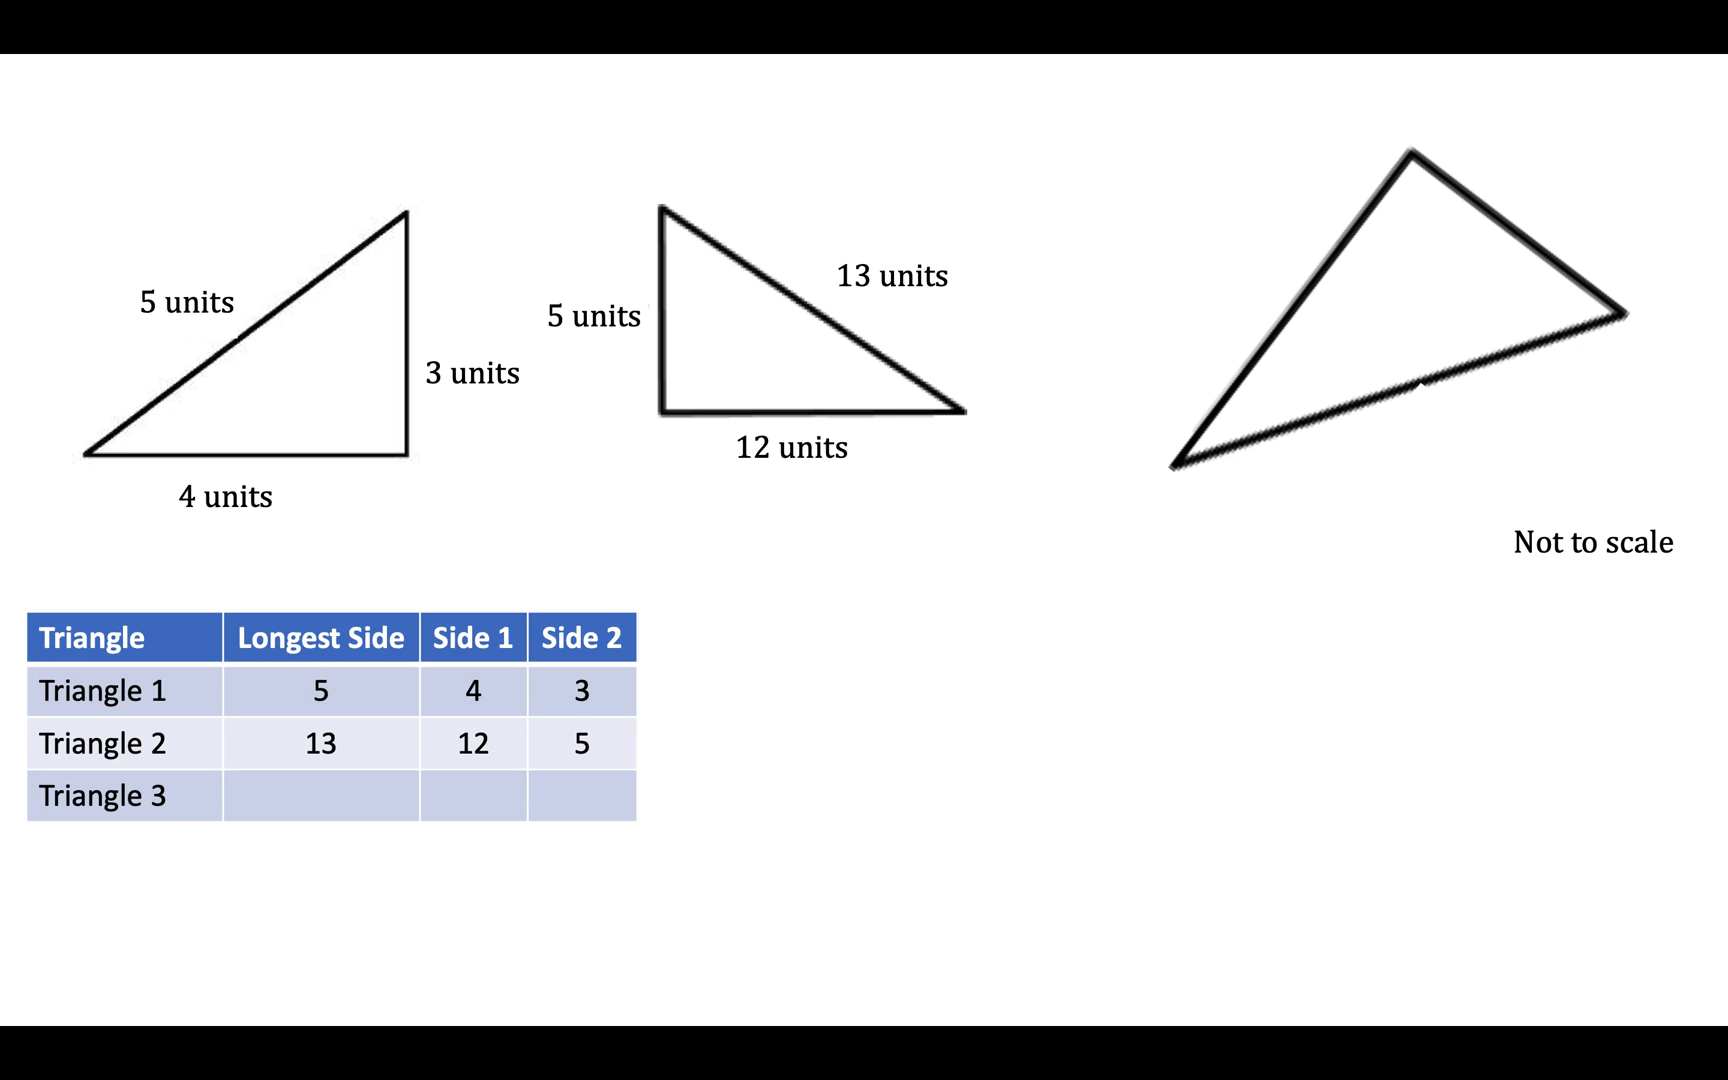 5 units
3 units
4 units
5 units
13 units
12 units
Not to scale
Triangle Longest Side Side 1 Side 2
Triangle 1 5 4 3
Triangle 2 13 12 5
Triangle 3